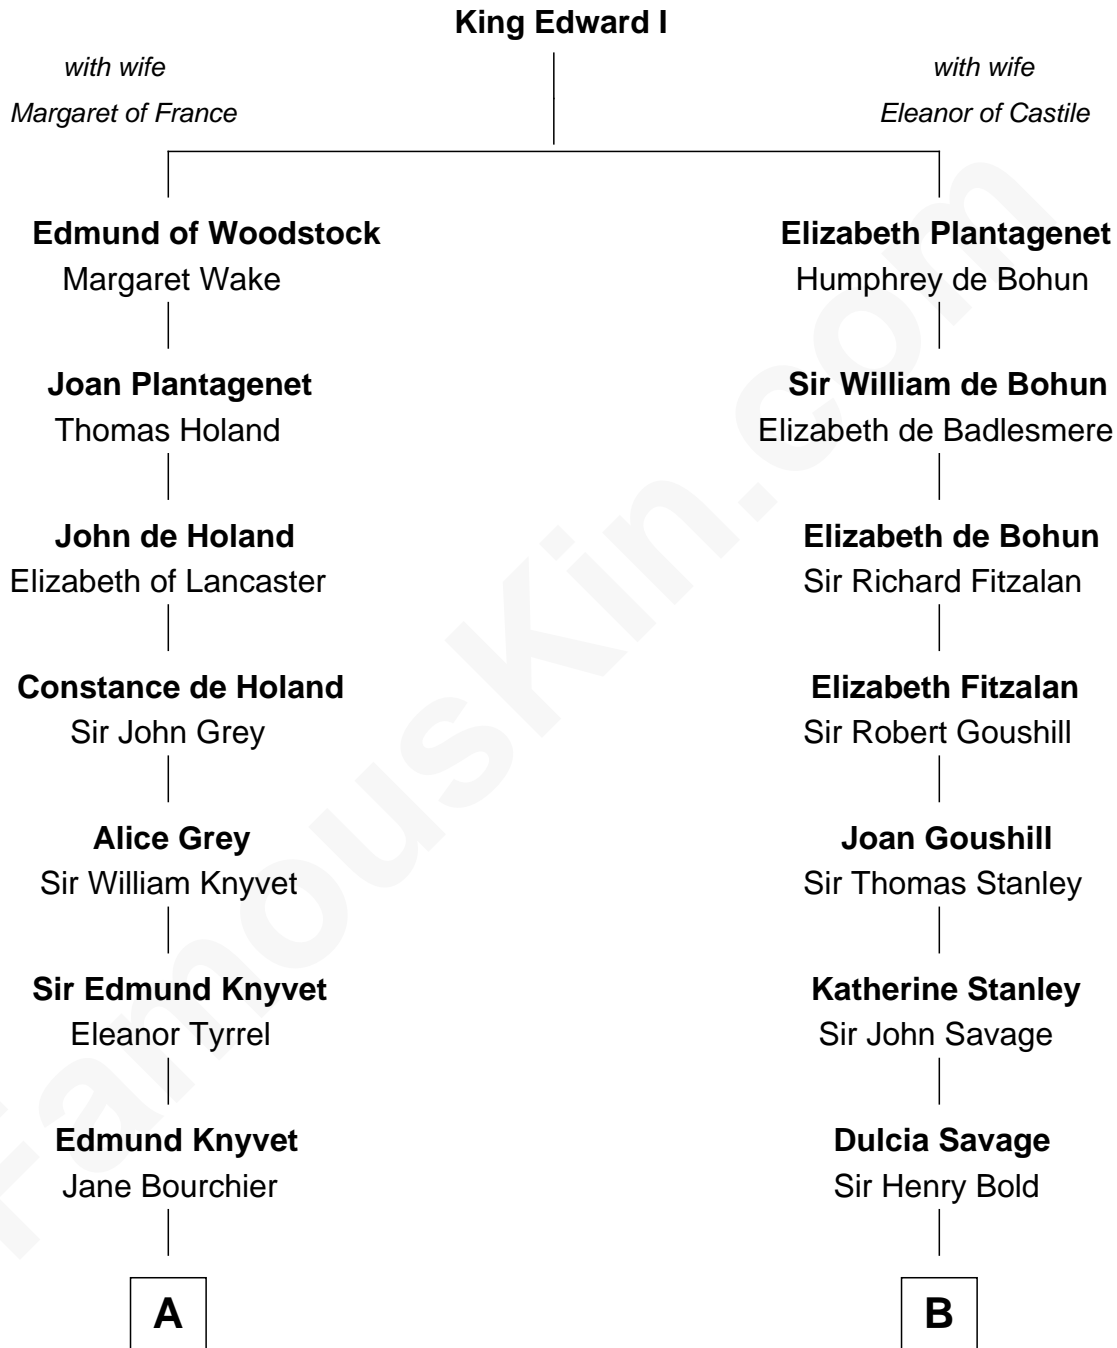 King Edward I
with wife
Margaret of France
with wife
Eleanor of Castile
Edmund of Woodstock
Margaret Wake
Elizabeth Plantagenet
Humphrey de Bohun
Joan Plantagenet
Thomas Holand
Sir William de Bohun
Elizabeth de Badlesmere
John de Holand
Elizabeth of Lancaster
Elizabeth de Bohun
Sir Richard Fitzalan
Constance de Holand
Sir John Grey
Elizabeth Fitzalan
Sir Robert Goushill
Alice Grey
Sir William Knyvet
Joan Goushill
Sir Thomas Stanley
Sir Edmund Knyvet
Eleanor Tyrrel
Katherine Stanley
Sir John Savage
Edmund Knyvet
Jane Bourchier
Dulcia Savage
Sir Henry Bold
A
B
FamousKin.com